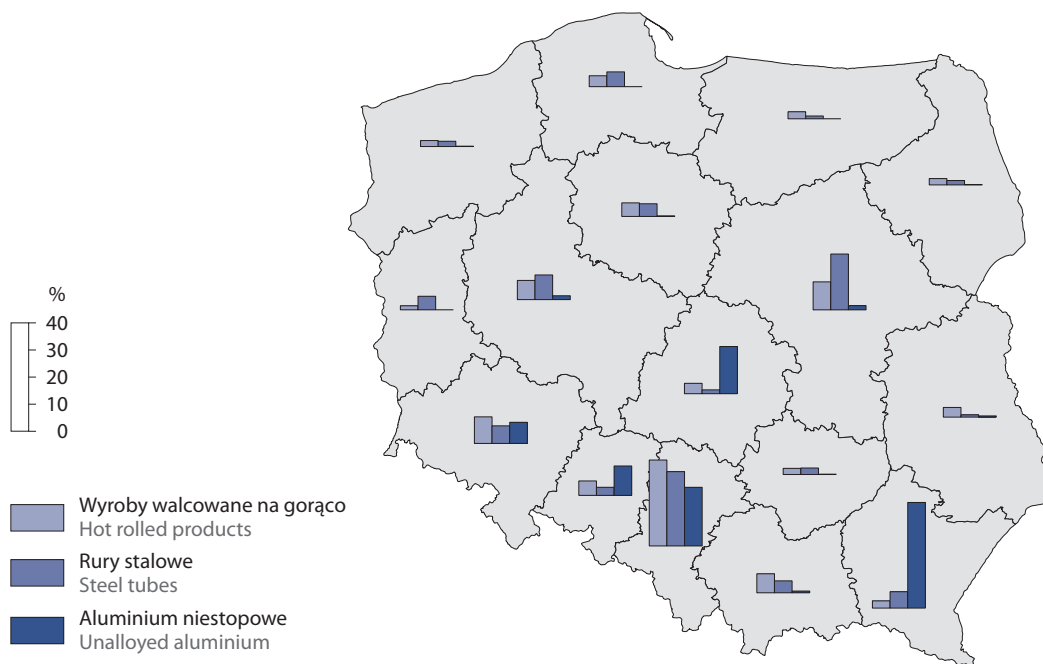 %
40
30
20
10
0
Wyroby walcowane na gorąco
Hot rolled products
Rury stalowe
Steel tubes
Aluminium niestopowe
Unalloyed aluminium